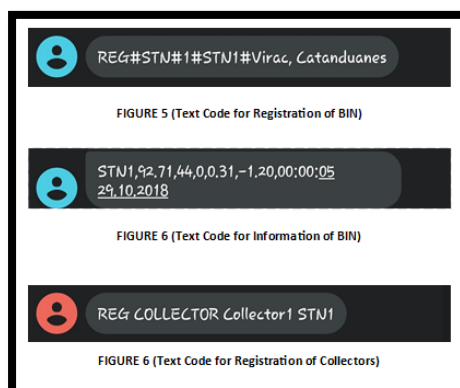 REG#STN#1#STN1#Virac, Catanduanes
FIGURE 5 (Text Code for Registration of BIN)
STN1,92.71,44,0,0.31,-1.20,00:00:05
29.10.2018
FIGURE 6 (Text Code for Information of BIN)
REG COLLECTOR Collector1 STN1
FIGURE 6 (Text Code for Registration of Collectors)